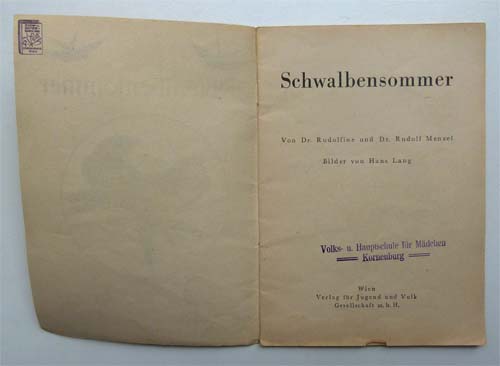 Schwalbensommer
Von Dr. Rudolfine und Dr. Rudolf Menzel
Bilder von Hans Lang
Volks- u. Hauptschule für Mädchen
Korneuburg
Wien
Verlag für Jugend und Volk
Gesellschaft m. b. H.